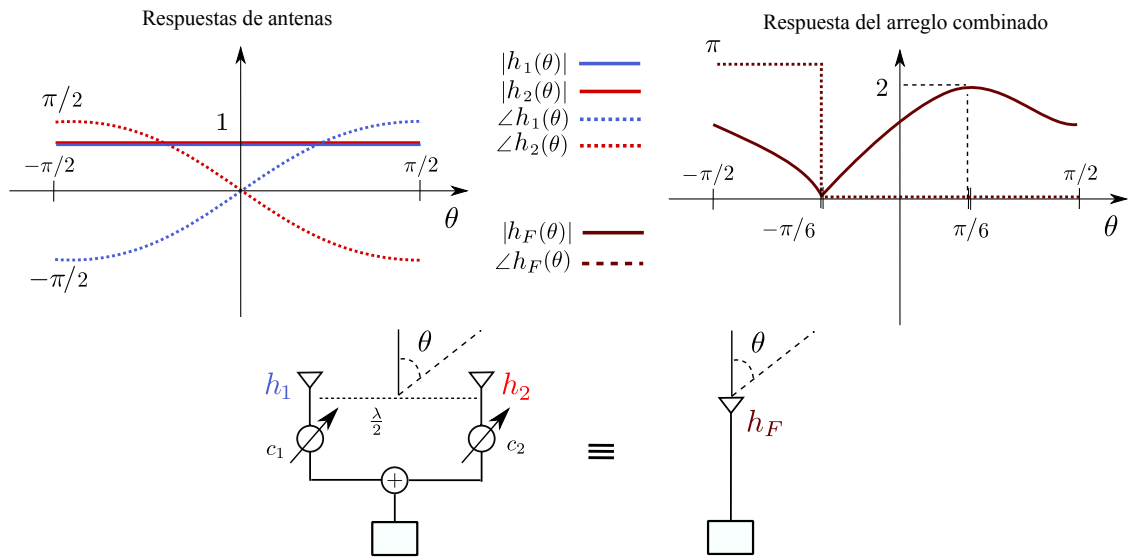 Respuestas de antenas
Respuesta del arreglo combinado
π/2
1
−π/2
π/2
θ
−π/2
|h₁(θ)|
|h₂(θ)|
∠h₁(θ)
∠h₂(θ)
|h_F(θ)|
∠h_F(θ)
π
2
−π/2
π/2
−π/6
π/6
θ
θ
h₁
h₂
λ/2
c₁
c₂
+
≡
θ
h_F